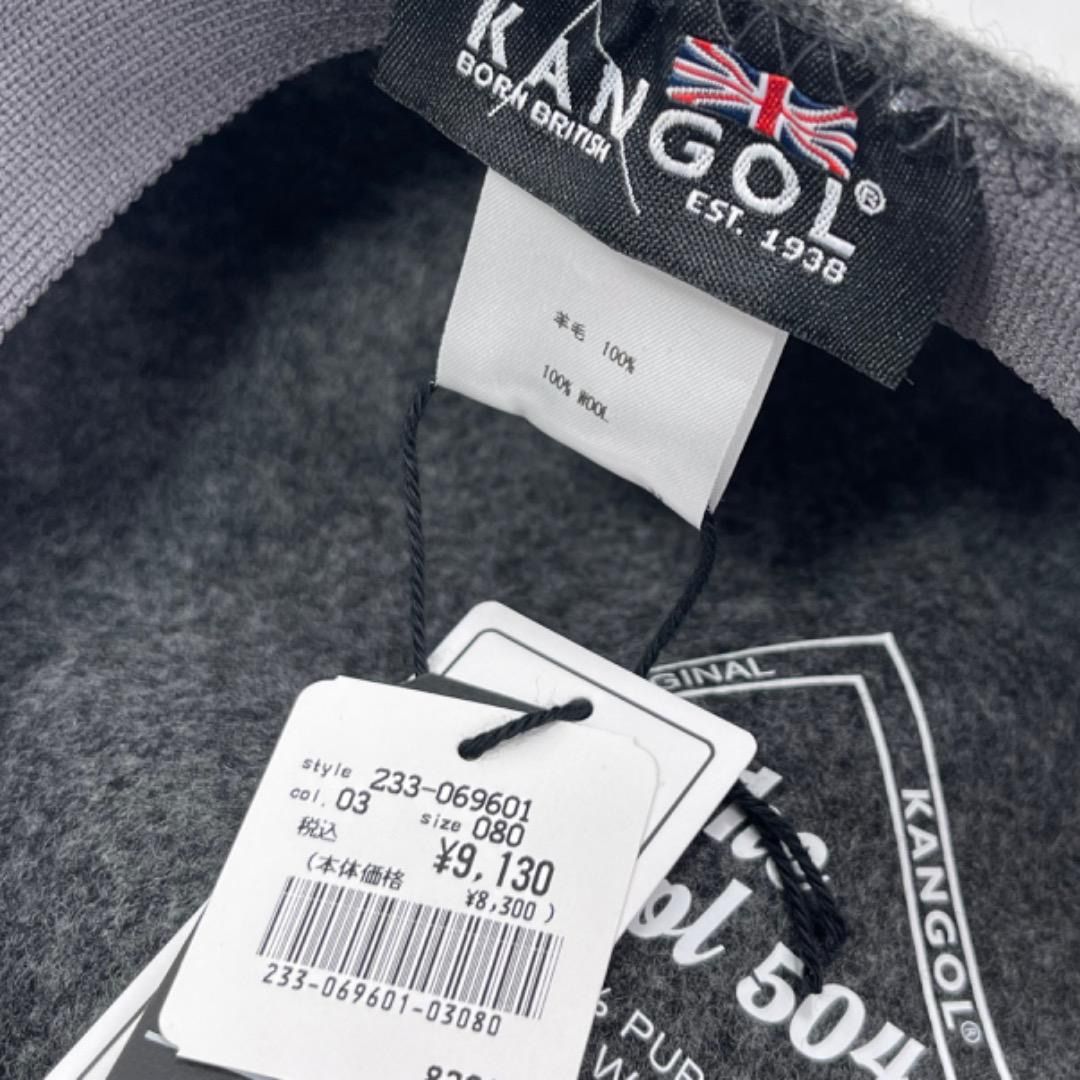 KANGOL®
BORN BRITISH
EST. 1938
羊毛 100%
100% WOOL
style 233-069601
col. 03 size 080
税込 ¥9,130
(本体価格 ¥8,300)
233-069601-03080
KANGOL®
504
% PUR